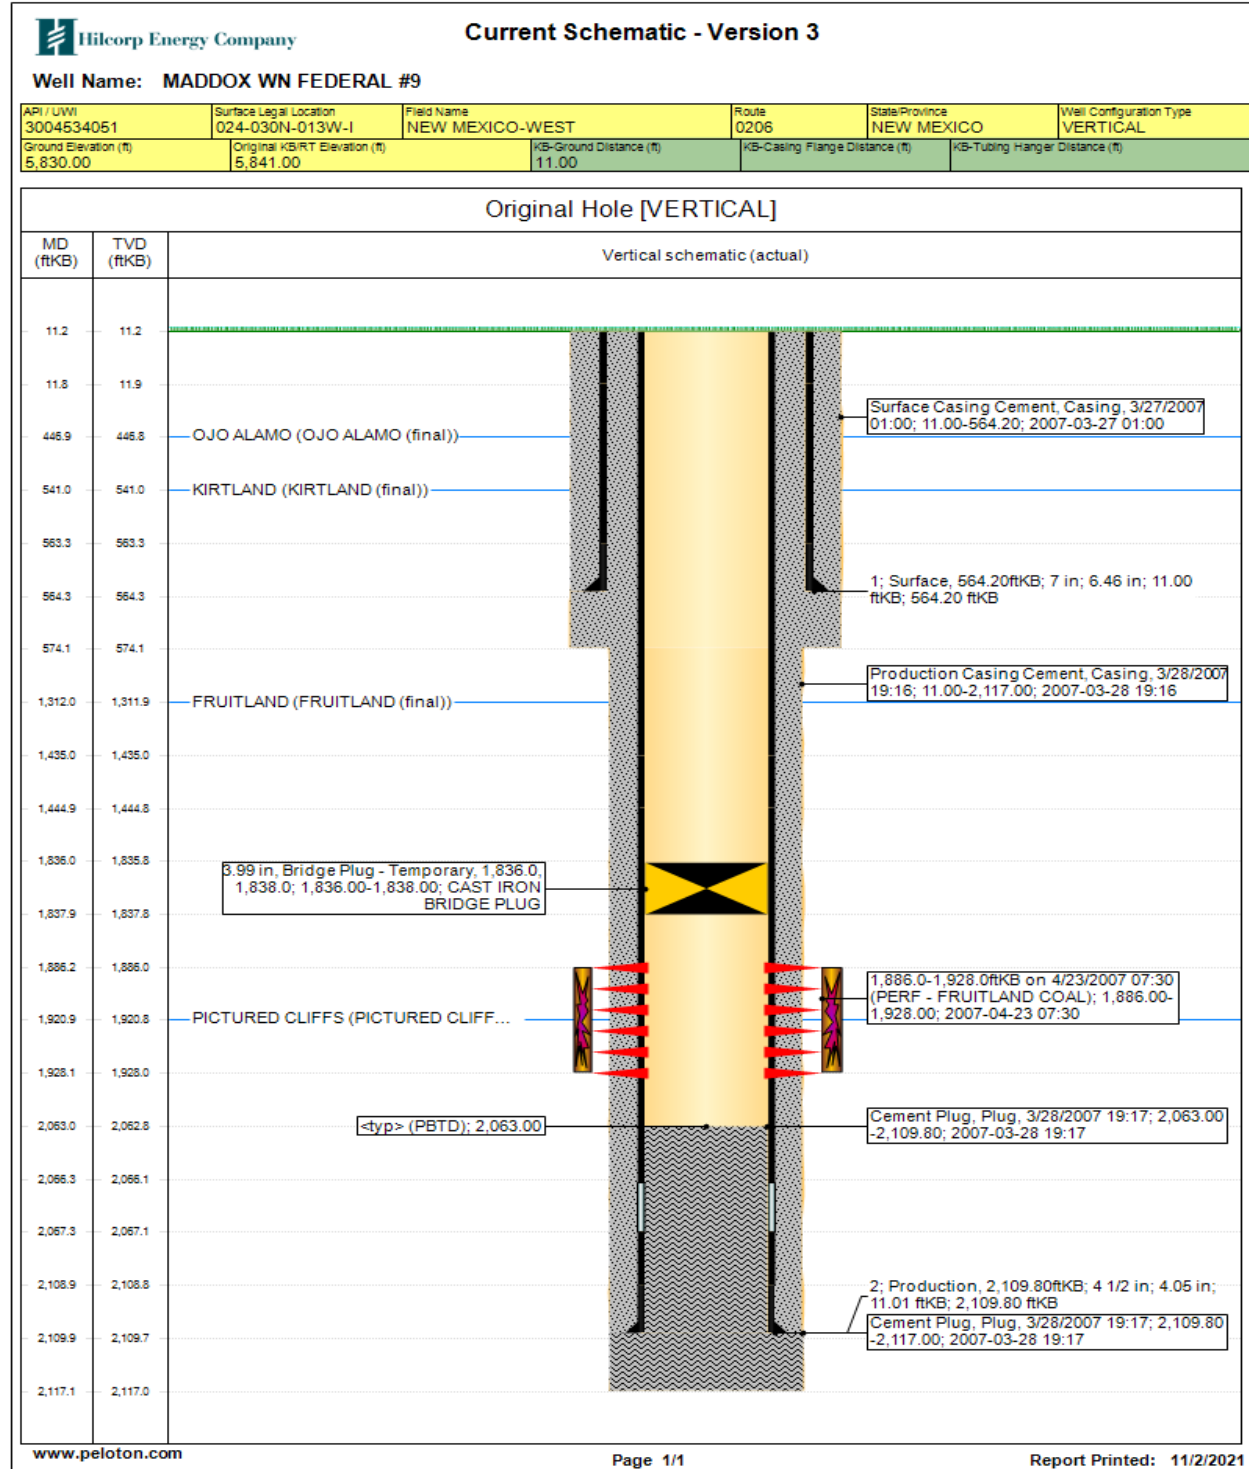 Hilcorp Energy Company
Current Schematic - Version 3
Well Name: MADDOX WN FEDERAL #9
API / UWI
3004534051
Surface Legal Location
024-030N-013W-I
Field Name
NEW MEXICO-WEST
Route
0206
State/Province
NEW MEXICO
Well Configuration Type
VERTICAL
Ground Elevation (ft)
5,830.00
Original KB/RT Elevation (ft)
5,841.00
KB-Ground Distance (ft)
11.00
KB-Casing Flange Distance (ft)
KB-Tubing Hanger Distance (ft)
Original Hole [VERTICAL]
MD
(ftKB)
TVD
(ftKB)
Vertical schematic (actual)
11.2 11.2
11.8 11.9
Surface Casing Cement, Casing, 3/27/2007
01:00; 11.00-564.20; 2007-03-27 01:00
446.9 446.8 OJO ALAMO (OJO ALAMO (final))
541.0 541.0 KIRTLAND (KIRTLAND (final))
563.3 563.3
1; Surface, 564.20ftKB; 7 in; 6.46 in; 11.00
ftKB; 564.20 ftKB
564.3 564.3
574.1 574.1
Production Casing Cement, Casing, 3/28/2007
19:16; 11.00-2,117.00; 2007-03-28 19:16
1,312.0 1,311.9 FRUITLAND (FRUITLAND (final))
1,435.0 1,435.0
1,444.9 1,444.8
1,836.0 1,835.8
3.99 in, Bridge Plug - Temporary, 1,836.0,
1,838.0; 1,836.00-1,838.00; CAST IRON
BRIDGE PLUG
1,837.9 1,837.8
1,886.2 1,886.0
1,886.0-1,928.0ftKB on 4/23/2007 07:30
(PERF - FRUITLAND COAL); 1,886.00-
1,928.00; 2007-04-23 07:30
1,920.9 1,920.8 PICTURED CLIFFS (PICTURED CLIFF...
1,928.1 1,928.0
2,063.0 2,062.8 <typ> (PBTD); 2,063.00
Cement Plug, Plug, 3/28/2007 19:17; 2,063.00
-2,109.80; 2007-03-28 19:17
2,066.3 2,066.1
2,067.3 2,067.1
2,108.9 2,108.8
2; Production, 2,109.80ftKB; 4 1/2 in; 4.05 in;
11.01 ftKB; 2,109.80 ftKB
Cement Plug, Plug, 3/28/2007 19:17; 2,109.80
-2,117.00; 2007-03-28 19:17
2,109.9 2,109.7
2,117.1 2,117.0
www.peloton.com
Page 1/1
Report Printed: 11/2/2021